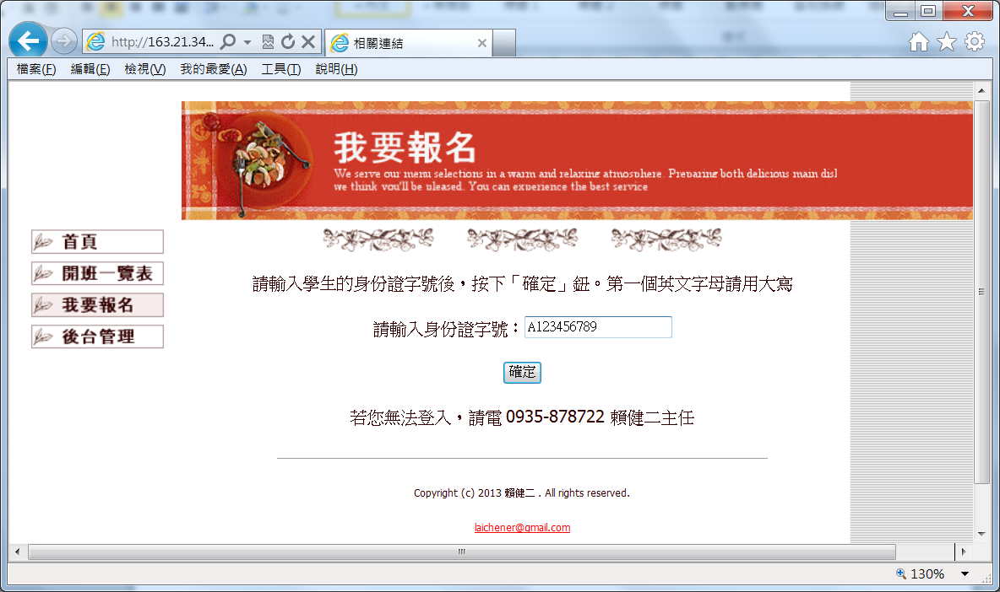 http://163.21.34...
相關連結
檔案(F) 編輯(E) 檢視(V) 我的最愛(A) 工具(T) 說明(H)
我要報名
We serve our menu selections in a warm and relaxing atmosphere. Preparing both delicious main disl
we think you'll be pleased. You can experience the best service
首頁
開班一覽表
我要報名
後台管理
請輸入學生的身份證字號後，按下「確定」鈕。第一個英文字母請用大寫
請輸入身份證字號：A123456789
確定
若您無法登入，請電 0935-878722 賴健二主任
Copyright (c) 2013 賴健二 . All rights reserved.
laichener@gmail.com
130%